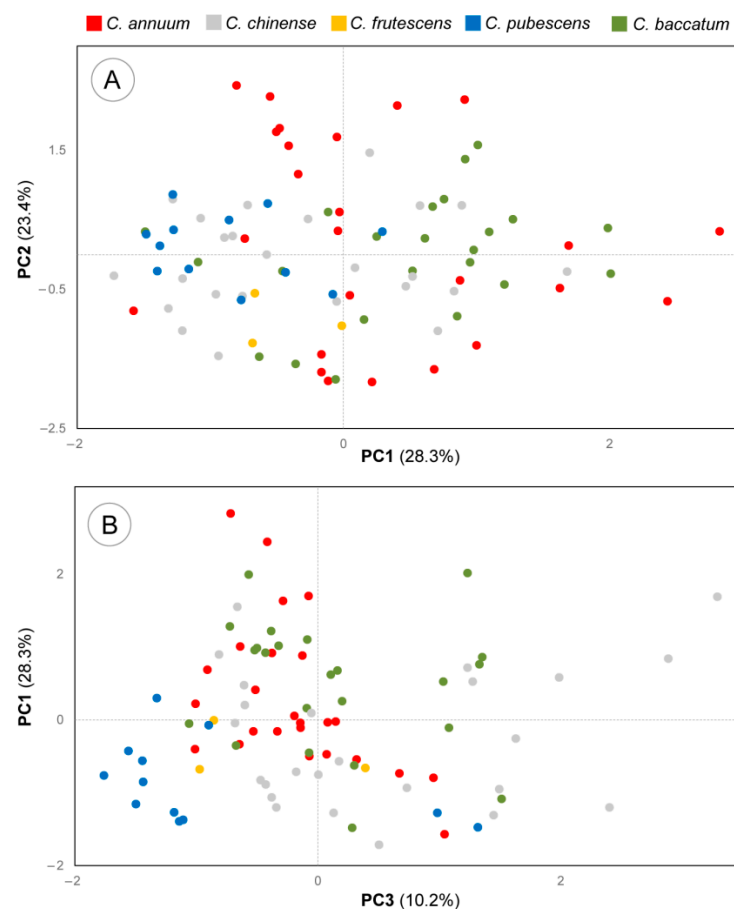 C. annuum C. chinense C. frutescens C. pubescens C. baccatum
A
1.5
PC2 (23.4%)
−0.5
−2.5
−2 0 2
PC1 (28.3%)
B
2
PC1 (28.3%)
0
−2
−2 0 2
PC3 (10.2%)